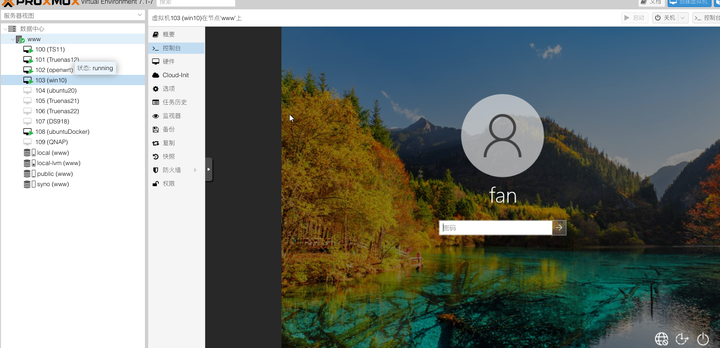 PROXMOX Virtual Environment 7.1-7
搜索
文档
创建虚拟机
服务器视图
虚拟机103 (win10)在节点'www'上
启动
关机
控制台
数据中心
www
100 (TS11)
101 (Truenas12)
102 (openwrt)
状态: running
103 (win10)
104 (ubuntu20)
105 (Truenas21)
106 (Truenas22)
107 (DS918)
108 (ubuntuDocker)
109 (QNAP)
local (www)
local-lvm (www)
public (www)
syno (www)
概要
控制台
硬件
Cloud-Init
选项
任务历史
监视器
备份
复制
快照
防火墙
权限
fan
密码